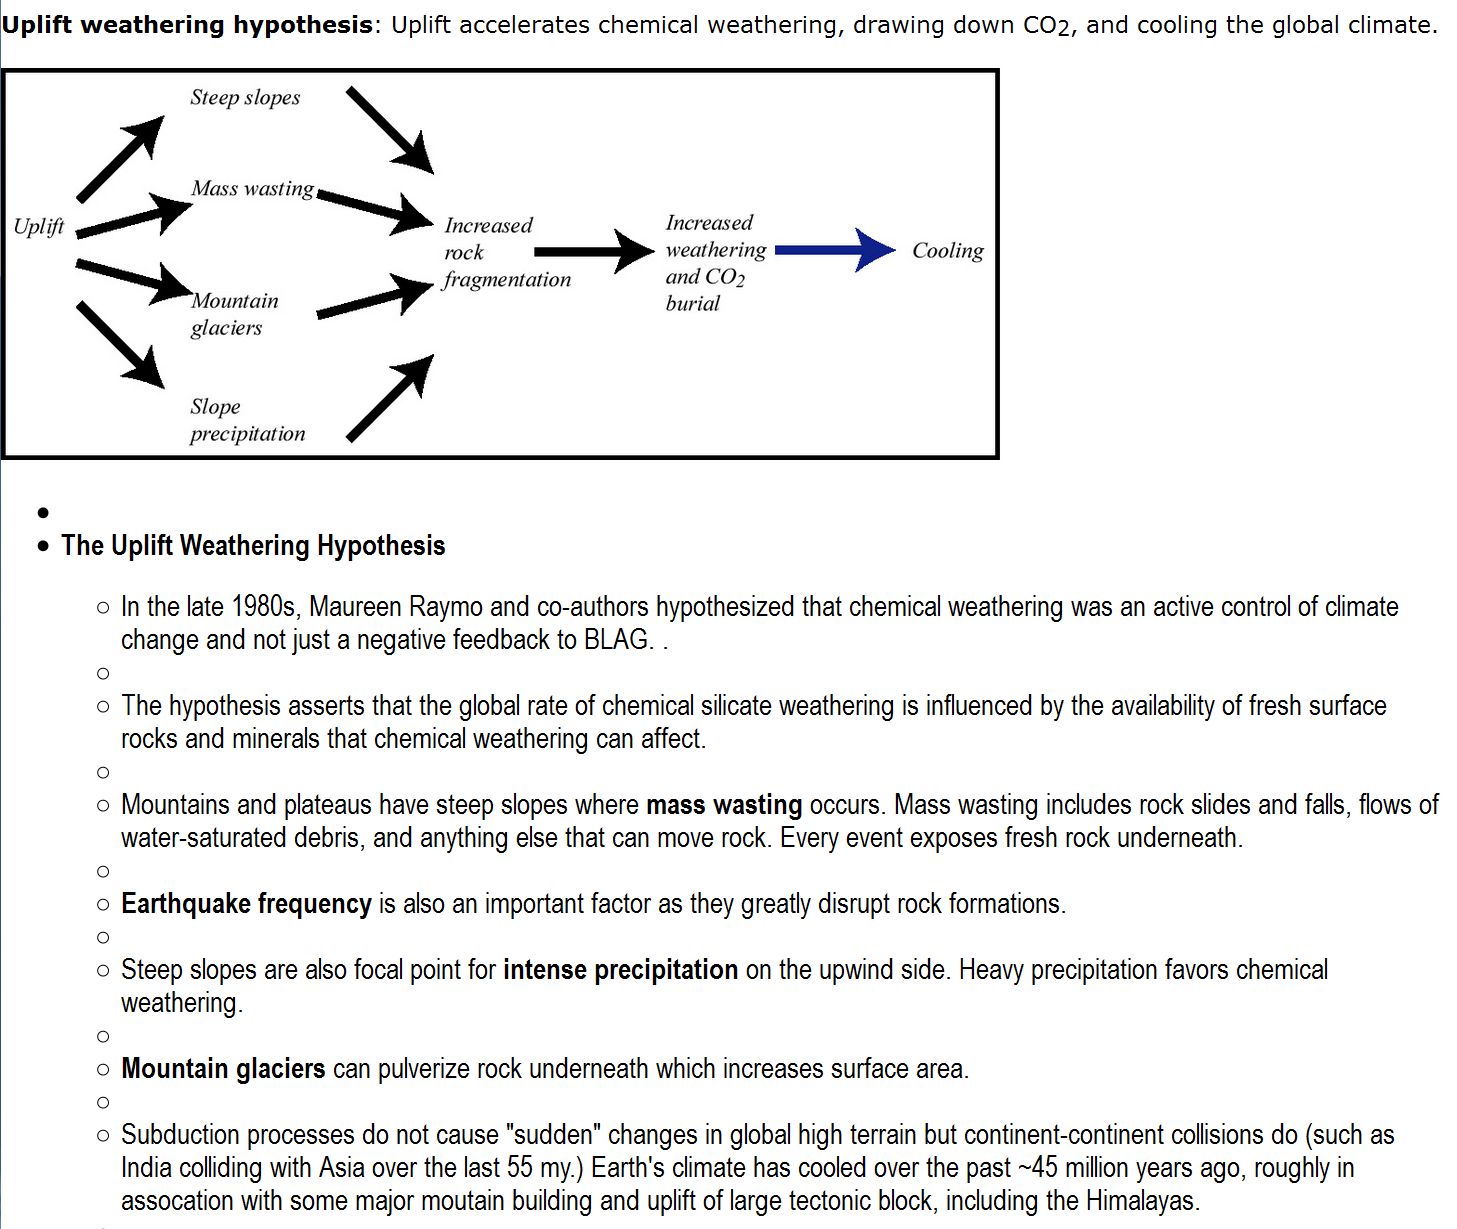 Uplift weathering hypothesis: Uplift accelerates chemical weathering, drawing down CO2, and cooling the global climate.
Steep slopes
Mass wasting
Uplift
Increased
rock
fragmentation
Increased
weathering
and CO2
burial
Cooling
Mountain
glaciers
Slope
precipitation
The Uplift Weathering Hypothesis
In the late 1980s, Maureen Raymo and co-authors hypothesized that chemical weathering was an active control of climate
change and not just a negative feedback to BLAG. .
The hypothesis asserts that the global rate of chemical silicate weathering is influenced by the availability of fresh surface
rocks and minerals that chemical weathering can affect.
Mountains and plateaus have steep slopes where mass wasting occurs. Mass wasting includes rock slides and falls, flows of
water-saturated debris, and anything else that can move rock. Every event exposes fresh rock underneath.
Earthquake frequency is also an important factor as they greatly disrupt rock formations.
Steep slopes are also focal point for intense precipitation on the upwind side. Heavy precipitation favors chemical
weathering.
Mountain glaciers can pulverize rock underneath which increases surface area.
Subduction processes do not cause "sudden" changes in global high terrain but continent-continent collisions do (such as
India colliding with Asia over the last 55 my.) Earth's climate has cooled over the past ~45 million years ago, roughly in
assocation with some major moutain building and uplift of large tectonic block, including the Himalayas.